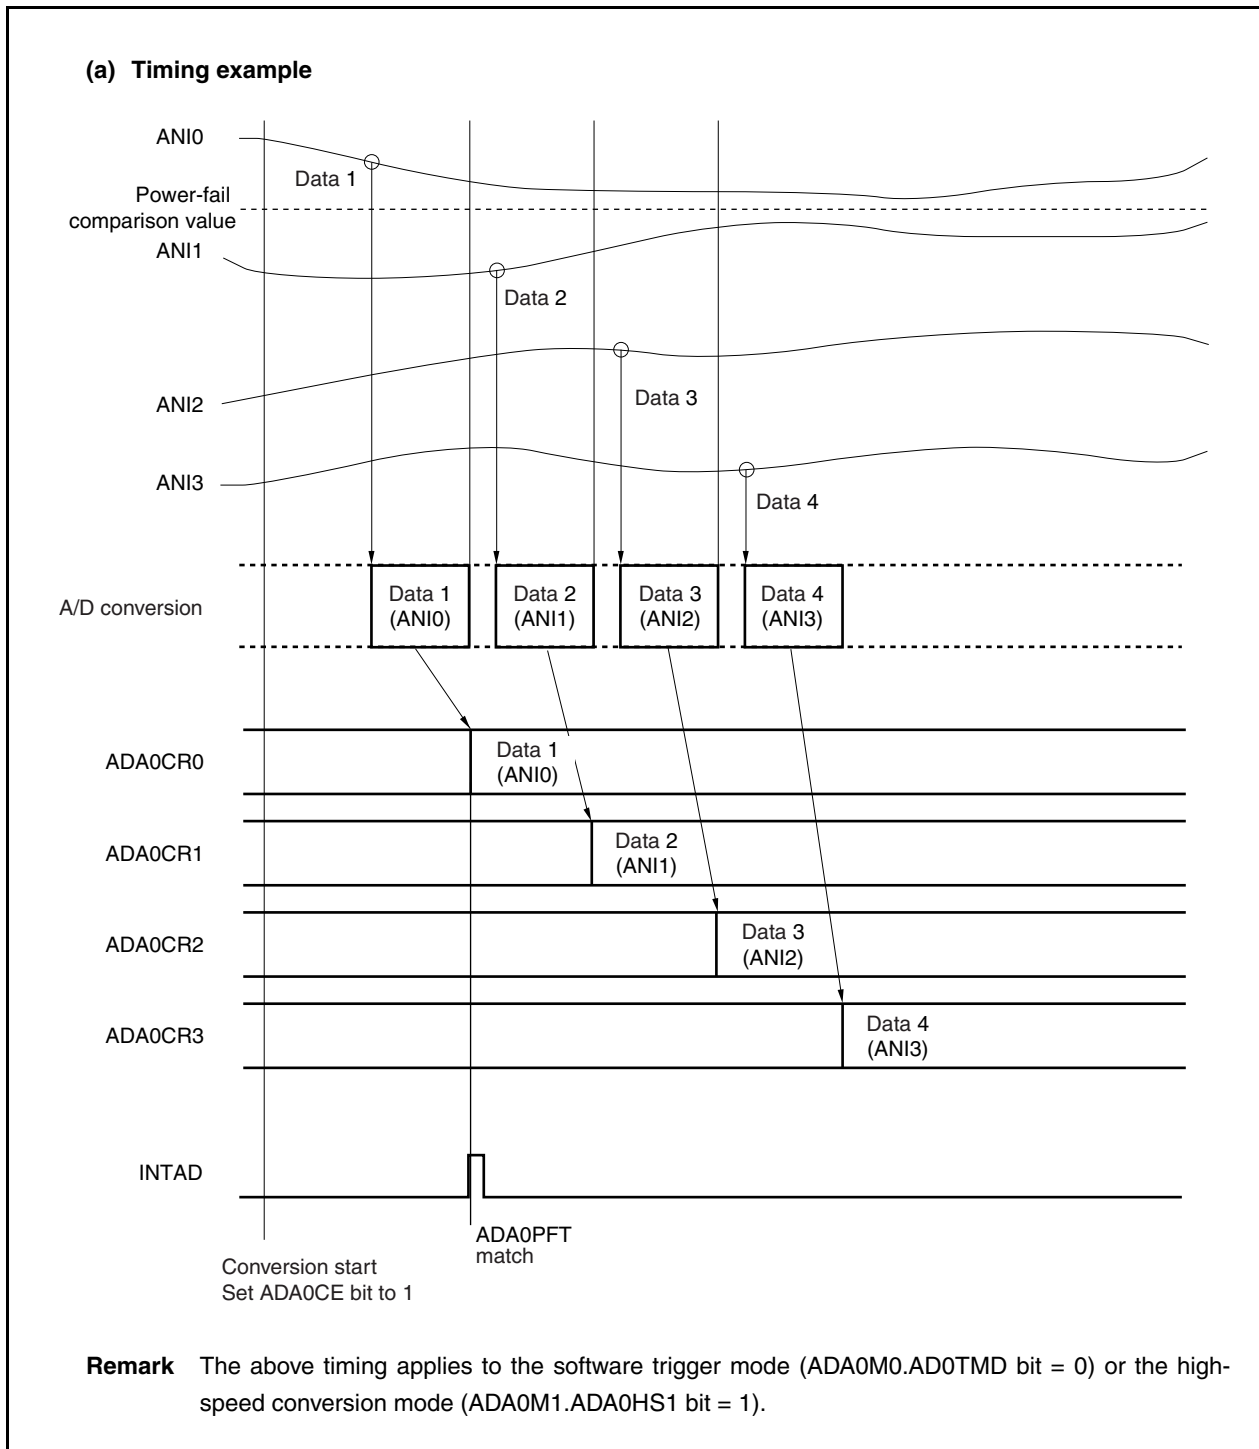 (a) Timing example
ANI0
Data 1
Power-fail
comparison value
ANI1
Data 2
ANI2
Data 3
ANI3
Data 4
A/D conversion
Data 1
(ANI0)
Data 2
(ANI1)
Data 3
(ANI2)
Data 4
(ANI3)
ADA0CR0
Data 1
(ANI0)
ADA0CR1
Data 2
(ANI1)
ADA0CR2
Data 3
(ANI2)
ADA0CR3
Data 4
(ANI3)
INTAD
ADA0PFT
match
Conversion start
Set ADA0CE bit to 1
Remark The above timing applies to the software trigger mode (ADA0M0.AD0TMD bit = 0) or the high-
speed conversion mode (ADA0M1.ADA0HS1 bit = 1).